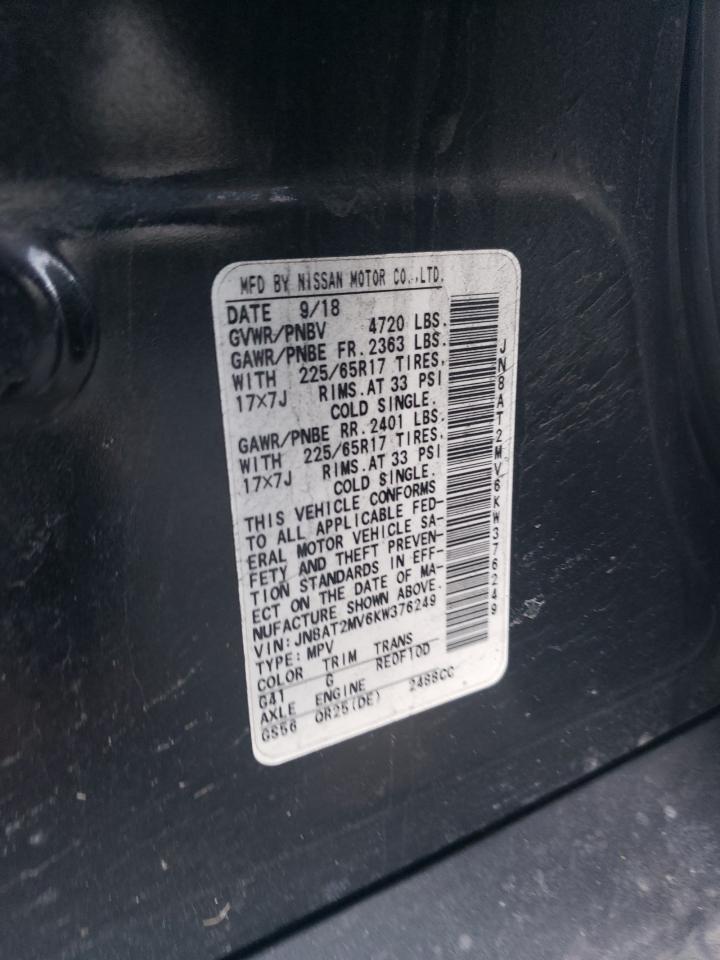 MFD BY NISSAN MOTOR CO.,LTD.
DATE 9/18
GVWR/PNBV 4720 LBS.
GAWR/PNBE FR. 2363 LBS.
WITH 225/65R17 TIRES,
17×7J RIMS.AT 33 PSI
COLD SINGLE.
GAWR/PNBE RR. 2401 LBS.
WITH 225/65R17 TIRES,
17×7J RIMS.AT 33 PSI
COLD SINGLE.
THIS VEHICLE CONFORMS
TO ALL APPLICABLE FED-
ERAL MOTOR VEHICLE SA-
FETY AND THEFT PREVEN-
TION STANDARDS IN EFF-
ECT ON THE DATE OF MA-
NUFACTURE SHOWN ABOVE.
VIN:JN8AT2MV6KW376249
TYPE:MPV
COLOR TRIM TRANS
G41 G RE0F10D
AXLE ENGINE
GS56 QR25(DE) 2488CC
JN8AT2MV6KW376249